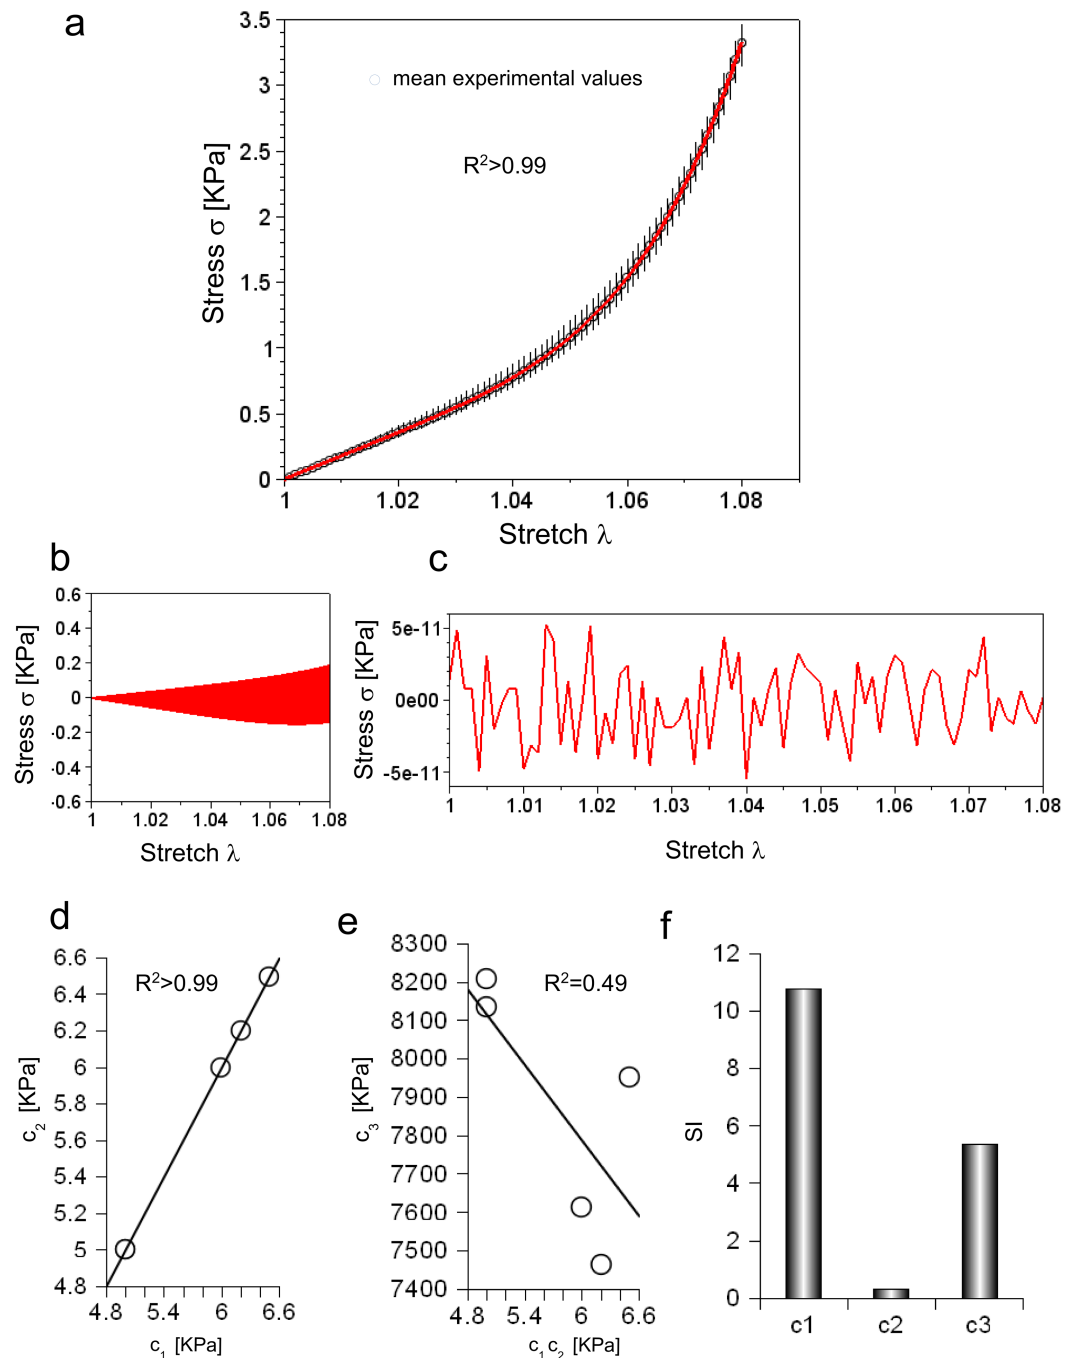 a
3.5
3
2.5
2
1.5
1
0.5
0
Stress σ [KPa]
mean experimental values
R²>0.99
1 1.02 1.04 1.06 1.08
Stretch λ
b
0.6
0.4
0.2
0
-0.2
-0.4
-0.6
Stress σ [KPa]
1 1.02 1.04 1.06 1.08
Stretch λ
c
5e-11
0e00
-5e-11
Stress σ [KPa]
1 1.01 1.02 1.03 1.04 1.05 1.06 1.07 1.08
Stretch λ
d
6.6
6.4
6.2
6
5.8
5.6
5.4
5.2
5
4.8
c₂ [KPa]
R²>0.99
4.8 5.4 6 6.6
c₁ [KPa]
e
8300
8200
8100
8000
7900
7800
7700
7600
7500
7400
c₃ [KPa]
R²=0.49
4.8 5.4 6 6.6
c₁c₂ [KPa]
f
12
10
8
6
4
2
0
SI
c1 c2 c3